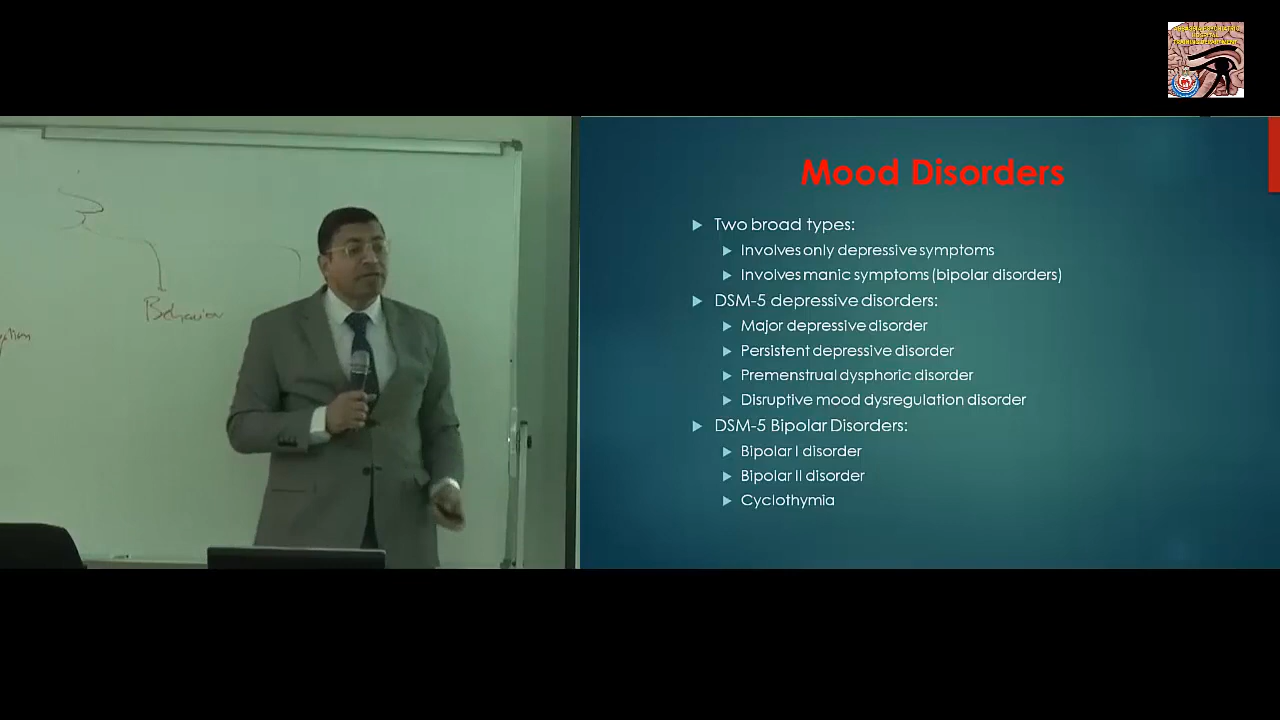 Behavior
Mood Disorders
Two broad types:
Involves only depressive symptoms
Involves manic symptoms (bipolar disorders)
DSM-5 depressive disorders:
Major depressive disorder
Persistent depressive disorder
Premenstrual dysphoric disorder
Disruptive mood dysregulation disorder
DSM-5 Bipolar Disorders:
Bipolar I disorder
Bipolar II disorder
Cyclothymia